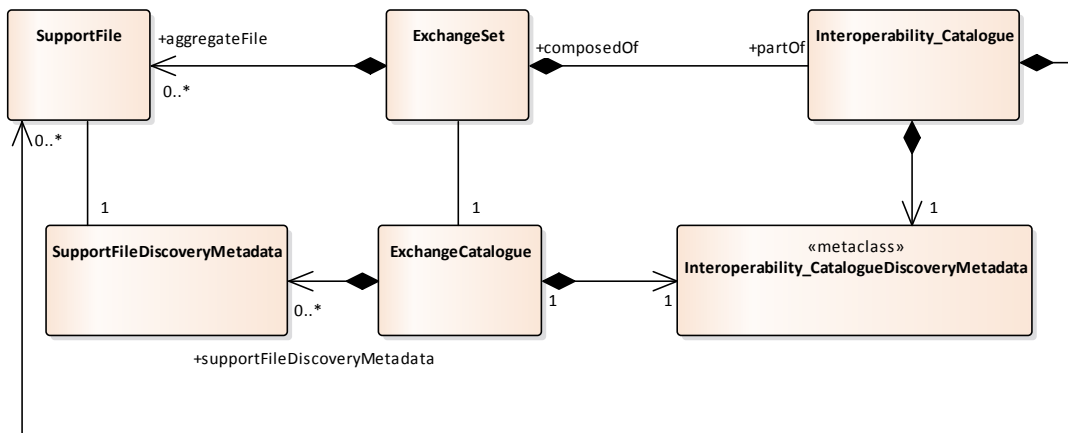 SupportFile
ExchangeSet
Interoperability_Catalogue
+aggregateFile
+composedOf
+partOf
0..*
0..*
1
1
1
SupportFileDiscoveryMetadata
ExchangeCatalogue
«metaclass»
Interoperability_CatalogueDiscoveryMetadata
0..*
1
1
+supportFileDiscoveryMetadata